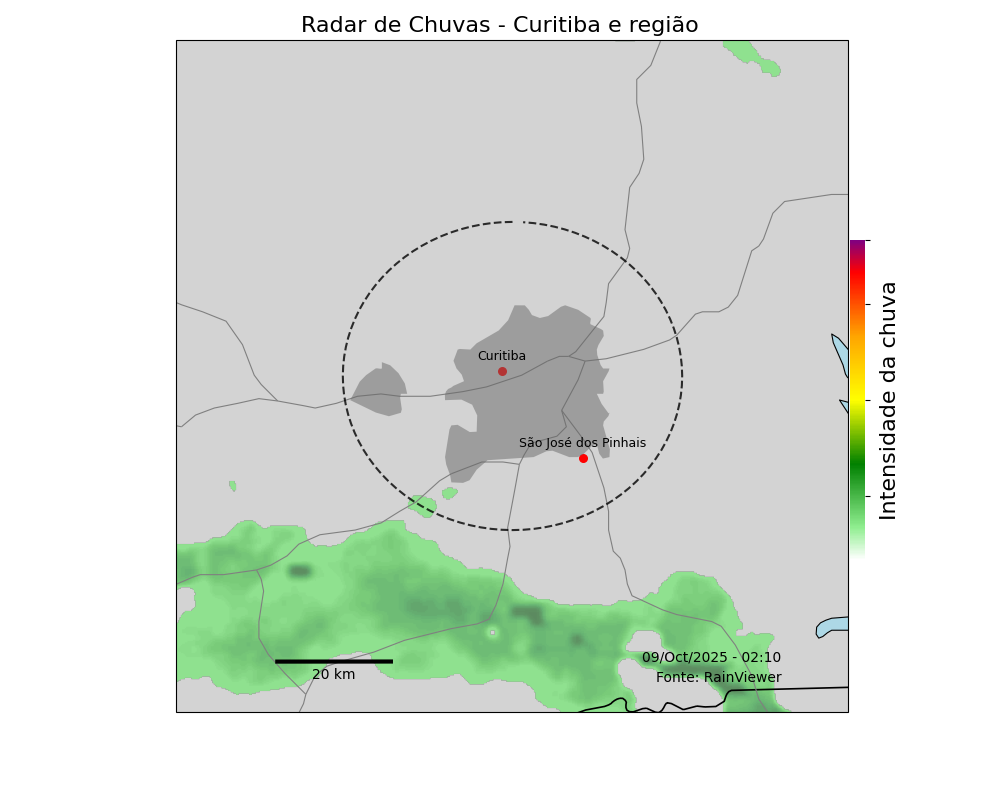 Radar de Chuvas - Curitiba e região
Curitiba
São José dos Pinhais
Intensidade da chuva
09/Oct/2025 - 02:10
20 km
Fonte: RainViewer